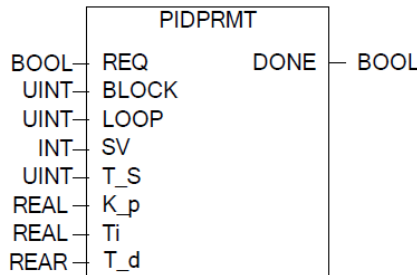 PIDPRMT
BOOL REQ DONE BOOL
UINT BLOCK
UINT LOOP
INT SV
UINT T_S
REAL K_p
REAL Ti
REAR T_d